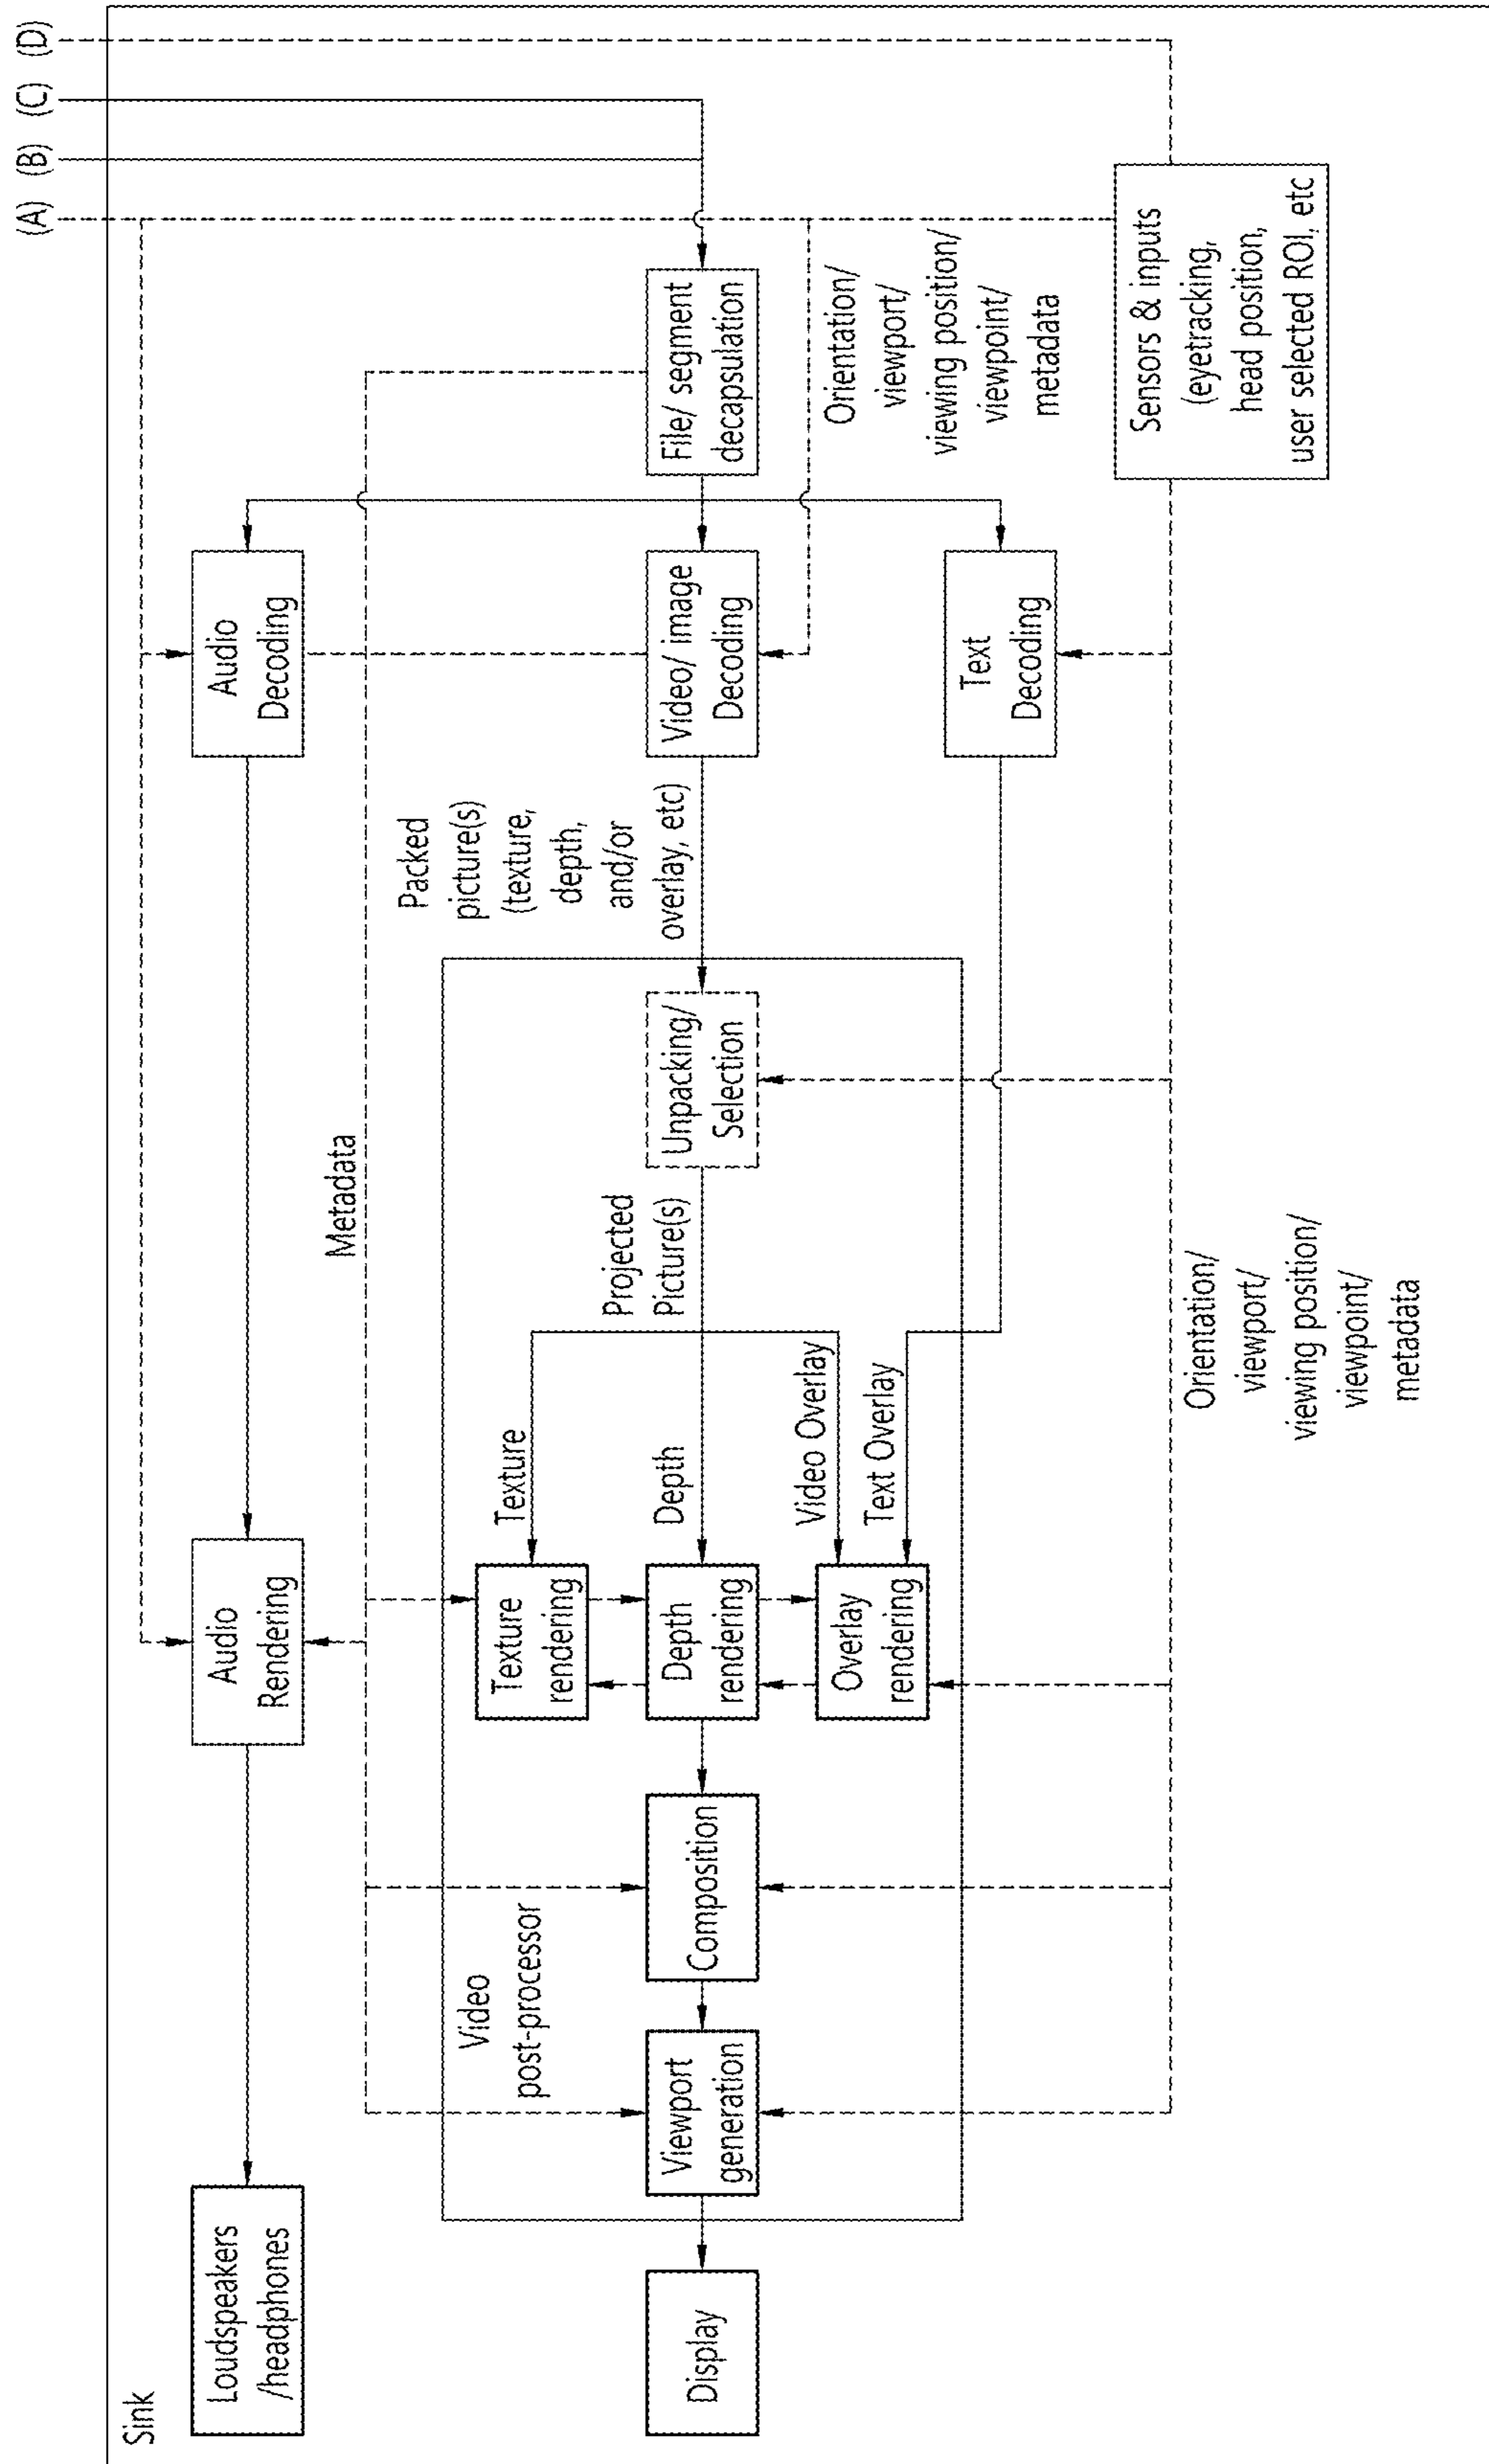 Sink
(A)
(B)
(C)
(D)
Loudspeakers
/headphones
Audio
Rendering
Audio
Decoding
Metadata
Display
Video
post-processor
Viewport
generation
Composition
Texture
rendering
Depth
rendering
Overlay
rendering
Texture
Depth
Video Overlay
Text Overlay
Projected
Picture(s)
Unpacking/
Selection
Packed
picture(s)
(texture,
depth,
and/or
overlay, etc)
Video/ image
Decoding
Text
Decoding
File/ segment
decapsulation
Orientation/
viewport/
viewing position/
viewpoint/
metadata
Orientation/
viewport/
viewing position/
viewpoint/
metadata
Sensors & inputs
(eyetracking,
head position,
user selected ROI, etc